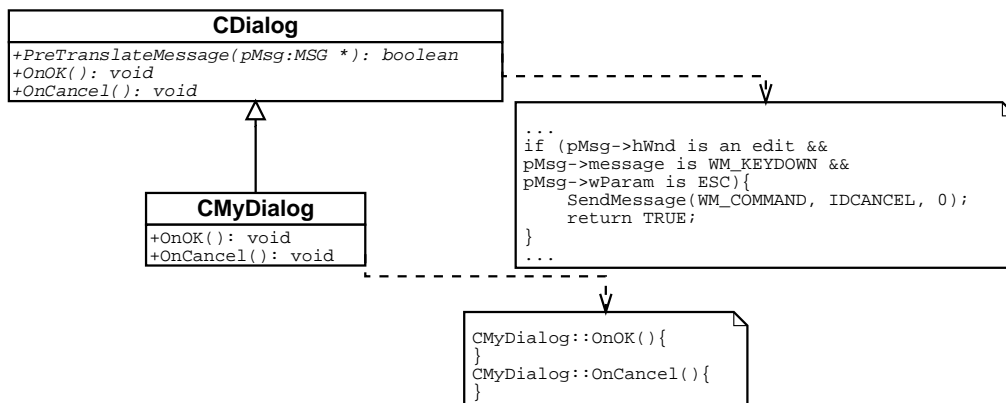 CDialog
+PreTranslateMessage(pMsg:MSG *): boolean
+OnOK(): void
+OnCancel(): void
...
if (pMsg->hWnd is an edit &&
pMsg->message is WM_KEYDOWN &&
pMsg->wParam is ESC){
    SendMessage(WM_COMMAND, IDCANCEL, 0);
    return TRUE;
}
...
CMyDialog
+OnOK(): void
+OnCancel(): void
CMyDialog::OnOK(){
}
CMyDialog::OnCancel(){
}